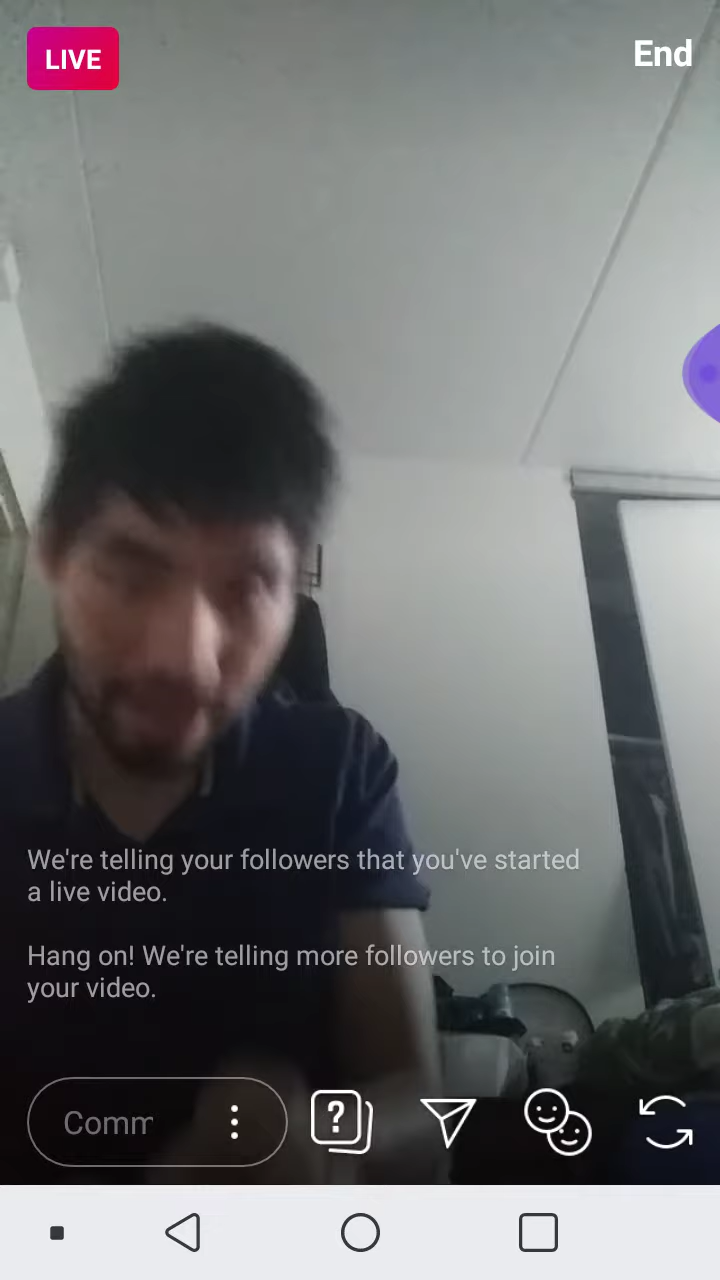 LIVE
End
We're telling your followers that you've started
a live video.
Hang on! We're telling more followers to join
your video.
Comm
?